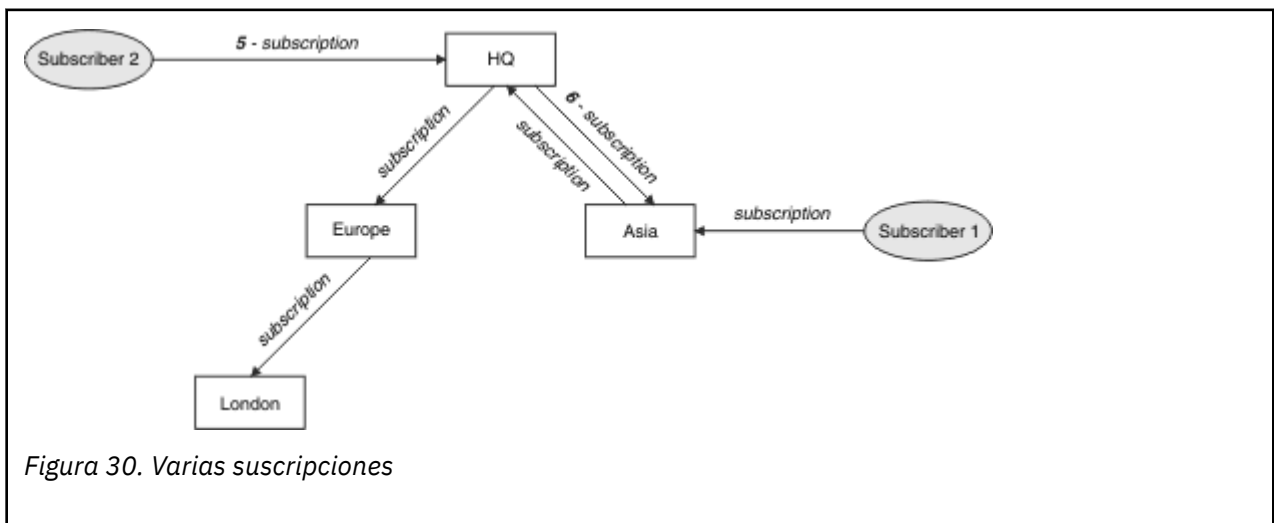 5 - subscription
Subscriber 2
HQ
6 - subscription
subscription
subscription
subscription
Europe
Asia
Subscriber 1
subscription
London
Figura 30. Varias suscripciones